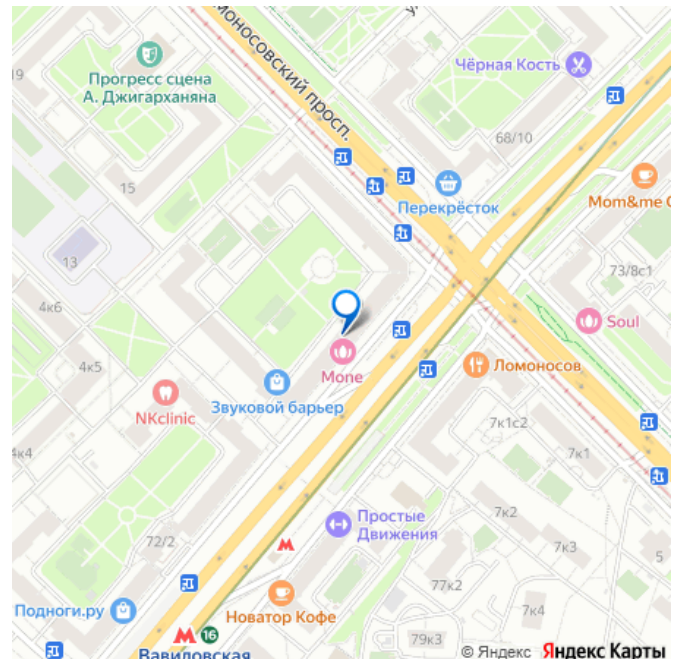 19
Прогресс сцена
А. Джигарханяна
моносовский просп.
Чёрная Кость
68/10
15
Перекрёсток
Mom&me
13
73/8с1
4к6
Soul
4к5
Mone
Ломоносов
Звуковой барьер
NKclinic
7к1с2
4к4
7к1
Простые
Движения
7к2
72/2
7к3
5
М
77к2
Подноги.ру
Новатор Кофе
7к4
М 16
79к3
Вавиловская
© Яндекс Яндекс Карты